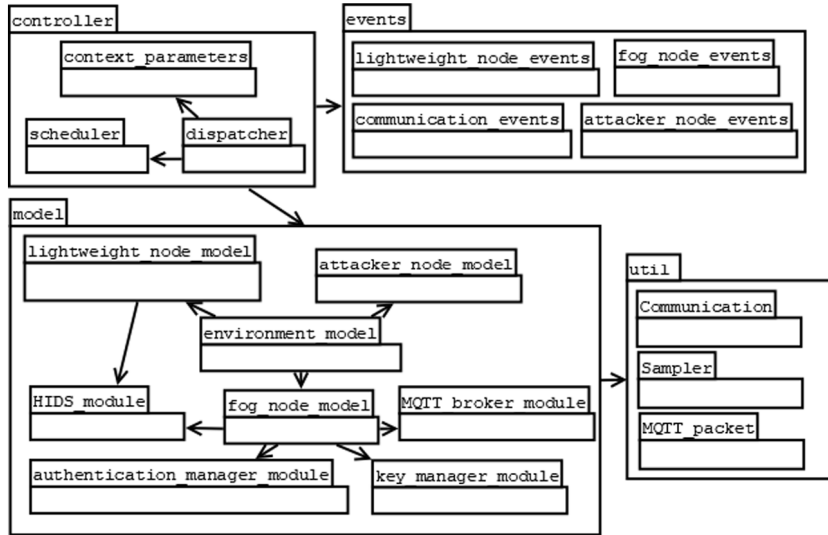 controller
context_parameters
scheduler
dispatcher
events
lightweight_node_events
fog_node_events
communication_events
attacker_node_events
model
lightweight_node_model
attacker_node_model
environment_model
HIDS_module
fog_node_model
MQTT_broker_module
authentication_manager_module
key_manager_module
util
Communication
Sampler
MQTT_packet